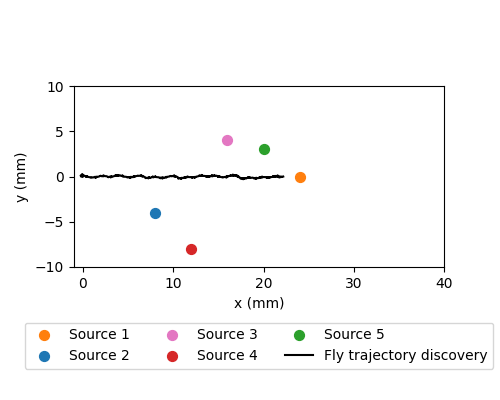 10
5
0
−5
−10
y (mm)
0 10 20 30 40
x (mm)
Source 1 Source 3 Source 5
Source 2 Source 4 Fly trajectory discovery